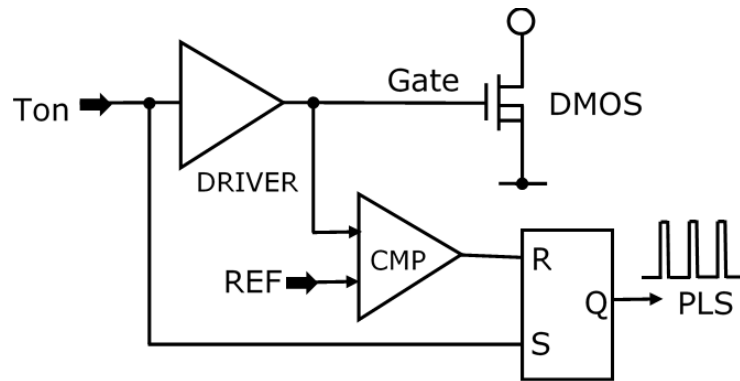 Ton
DRIVER
Gate
DMOS
REF
CMP
R
S
Q
PLS